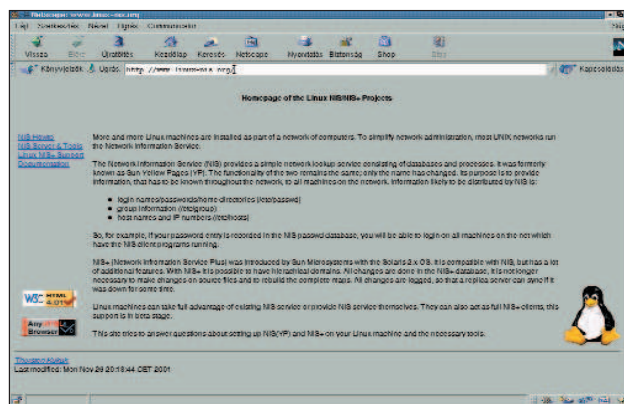 Netscape: www.linux-nis.org
Fájl Szerkesztés Nézet Ugrás Communicator
Vissza Előre Újratöltés Kezdőlap Keresés Netscape Nyomtatás Biztonság Shop Stop
Könyvjelzők Ugrás: http://www.linux-nis.org/
Kapcsolódás
Homepage of the Linux NIS/NIS+ Projects
NIS Howto
NIS Server & Tools
Linux NIS+ Support
Documentation
More and more Linux machines are installed as part of a network of computers. To simplify network administration, most UNIX networks run
the Network Information Service.
The Network Information Service (NIS) provides a simple network lookup service consisting of databases and processes. It was formerly
known as Sun Yellow Pages (YP). The functionality of the two remains the same; only the name has changed. Its purpose is to provide
information, that has to be known throughout the network, to all machines on the network. Information likely to be distributed by NIS is:
login names/passwords/home directories (/etc/passwd)
group information (/etc/group)
host names and IP numbers (/etc/hosts)
So, for example, if your password entry is recorded in the NIS passwd database, you will be able to login on all machines on the net which
have the NIS client programs running.
NIS+ (Network Information Service Plus) was introduced by Sun Microsystems with the Solaris 2.x OS. It is compatible with NIS, but has a lot
of additional features. With NIS+ it is possible to have hierachical domains. All changes are done in the NIS+ database, it is not longer
necessary to make changes on source files and to rebuild the complete maps. All changes are logged, so that a replica server can sync if it
was down for some time.
Linux machines can take full advantage of existing NIS service or provide NIS service themselves. They can also act as full NIS+ clients, this
support is in beta stage.
This site tries to answer questions about setting up NIS(YP) and NIS+ on your Linux machine and the necessary tools.
W3C HTML 4.01
Any Browser
Thorsten Kukuk
Last modified: Mon Nov 26 20:13:44 CET 2001